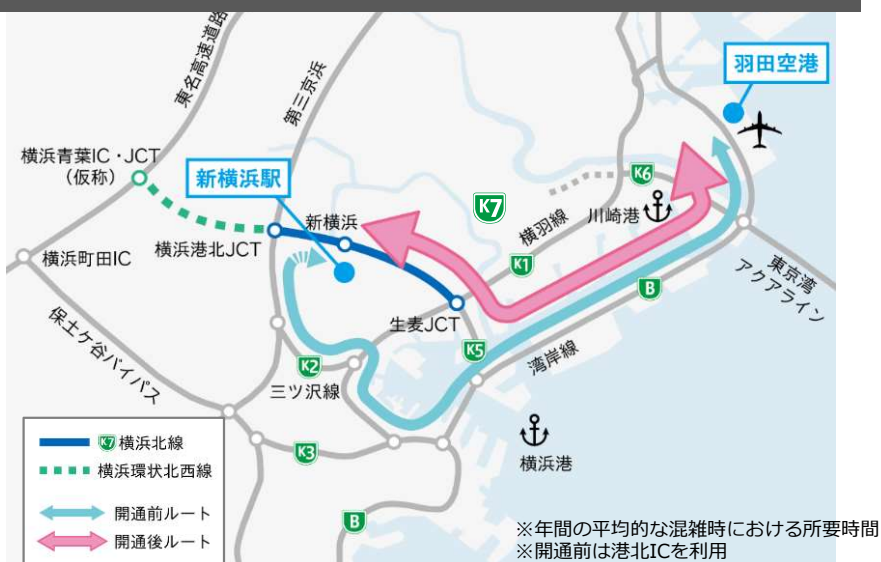 東名高速道路
第三京浜
羽田空港
横浜青葉IC・JCT
(仮称)
新横浜駅
K7
K6
新横浜
横羽線
川崎港
横浜町田IC
横浜港北JCT
K1
東京湾
アクアライン
B
生麦JCT
保土ケ谷バイパス
K5
湾岸線
K2
三ツ沢線
K7 横浜北線
K3
横浜港
横浜環状北西線
開通前ルート
B
開通後ルート
※年間の平均的な混雑時における所要時間
※開通前は港北ICを利用